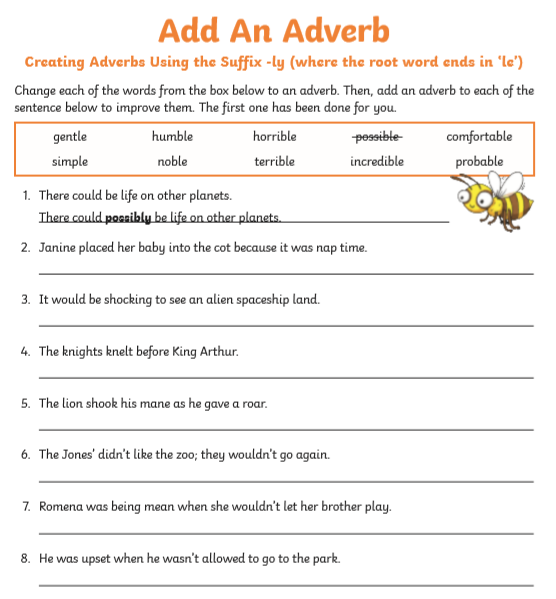 Add An Adverb
Creating Adverbs Using the Suffix -ly (where the root word ends in 'le')
Change each of the words from the box below to an adverb. Then, add an adverb to each of the
sentence below to improve them. The first one has been done for you.
gentle humble horrible possible comfortable
simple noble terrible incredible probable
1. There could be life on other planets.
There could possibly be life on other planets.
2. Janine placed her baby into the cot because it was nap time.
3. It would be shocking to see an alien spaceship land.
4. The knights knelt before King Arthur.
5. The lion shook his mane as he gave a roar.
6. The Jones' didn't like the zoo; they wouldn't go again.
7. Romena was being mean when she wouldn't let her brother play.
8. He was upset when he wasn't allowed to go to the park.